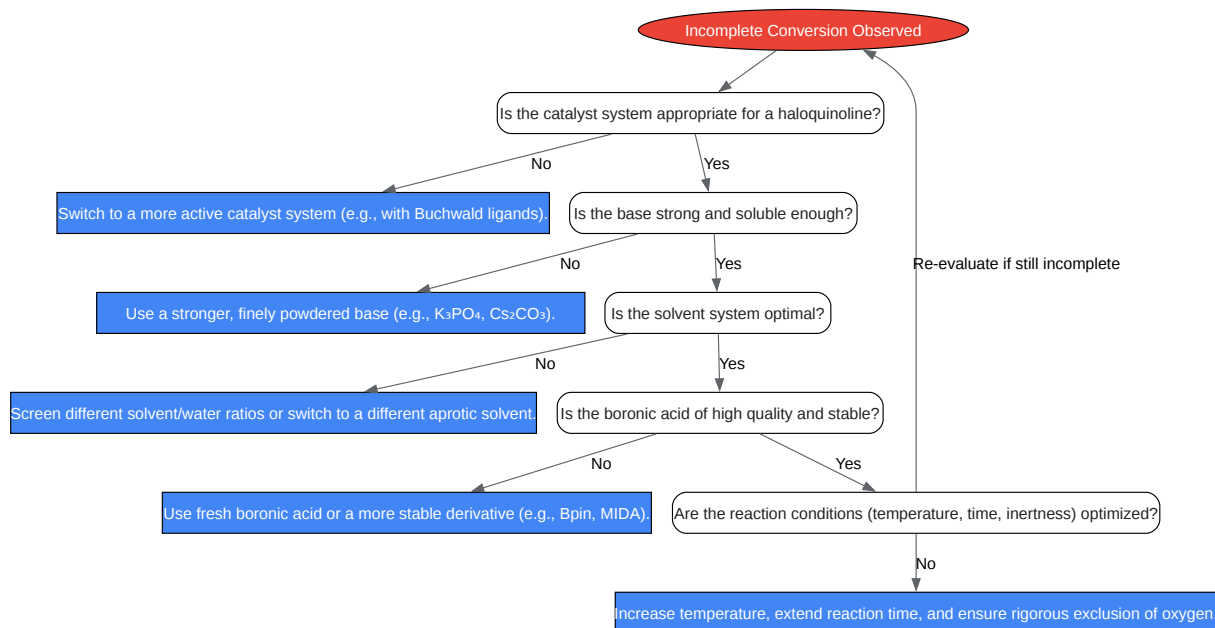 Incomplete Conversion Observed
Is the catalyst system appropriate for a haloquinoline?
No
Yes
Switch to a more active catalyst system (e.g., with Buchwald ligands).
Is the base strong and soluble enough?
No
Yes
Re-evaluate if still incomplete
Use a stronger, finely powdered base (e.g., K₃PO₄, Cs₂CO₃).
Is the solvent system optimal?
No
Yes
Screen different solvent/water ratios or switch to a different aprotic solvent.
Is the boronic acid of high quality and stable?
No
Yes
Use fresh boronic acid or a more stable derivative (e.g., Bpin, MIDA).
Are the reaction conditions (temperature, time, inertness) optimized?
No
Increase temperature, extend reaction time, and ensure rigorous exclusion of oxygen.